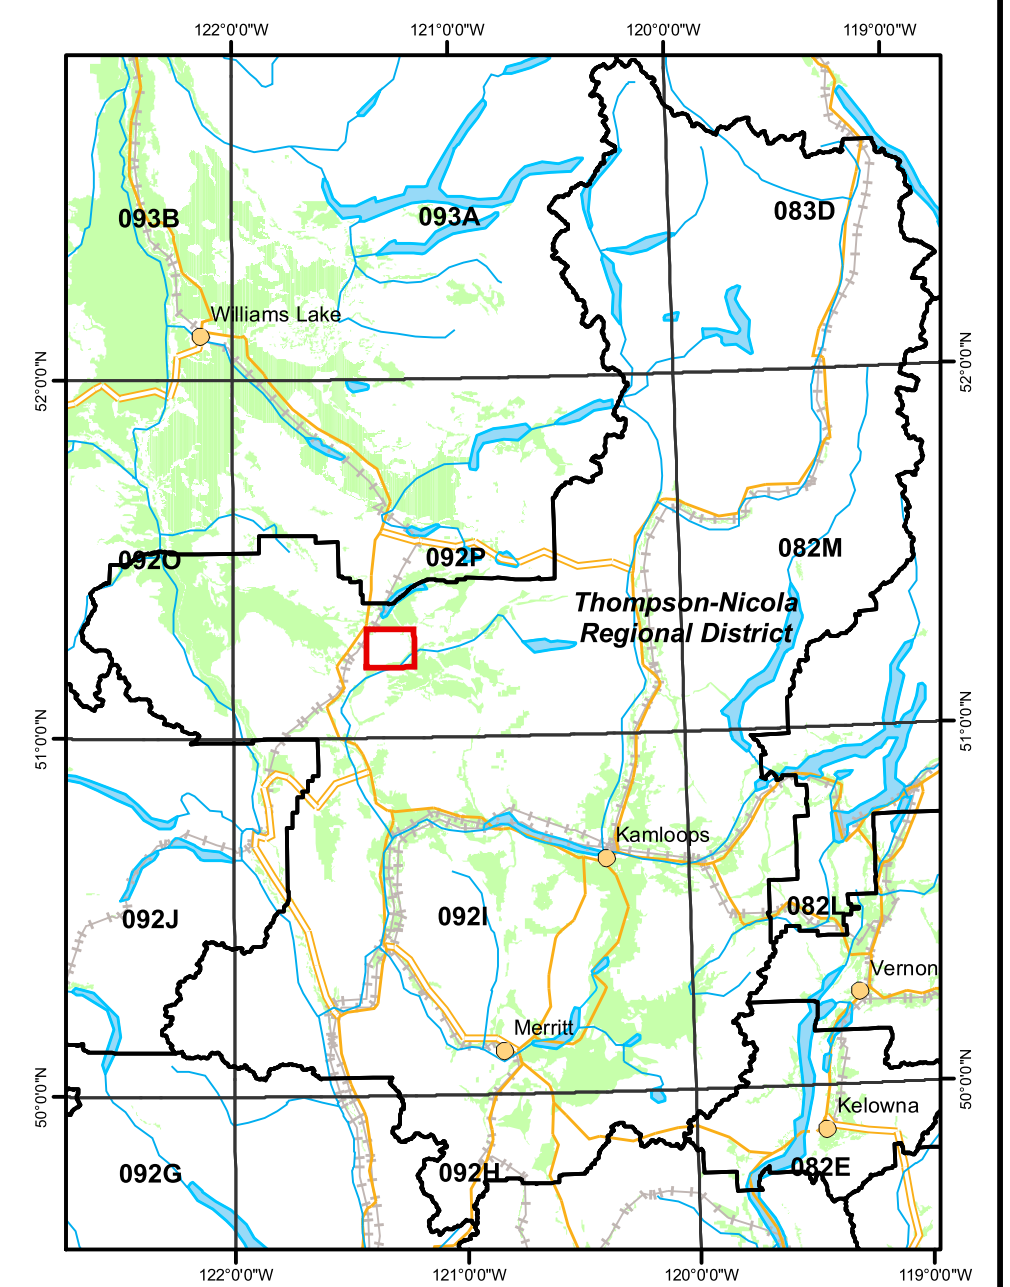 122°0'0"W
121°0'0"W
120°0'0"W
119°0'0"W
093B
093A
083D
Williams Lake
52°0'0"N
52°0'0"N
092O
092P
082M
Thompson-Nicola
Regional District
51°0'0"N
51°0'0"N
Kamloops
092J
092I
082L
Vernon
Merritt
50°0'0"N
50°0'0"N
Kelowna
092G
092H
082E
122°0'0"W
121°0'0"W
120°0'0"W
119°0'0"W